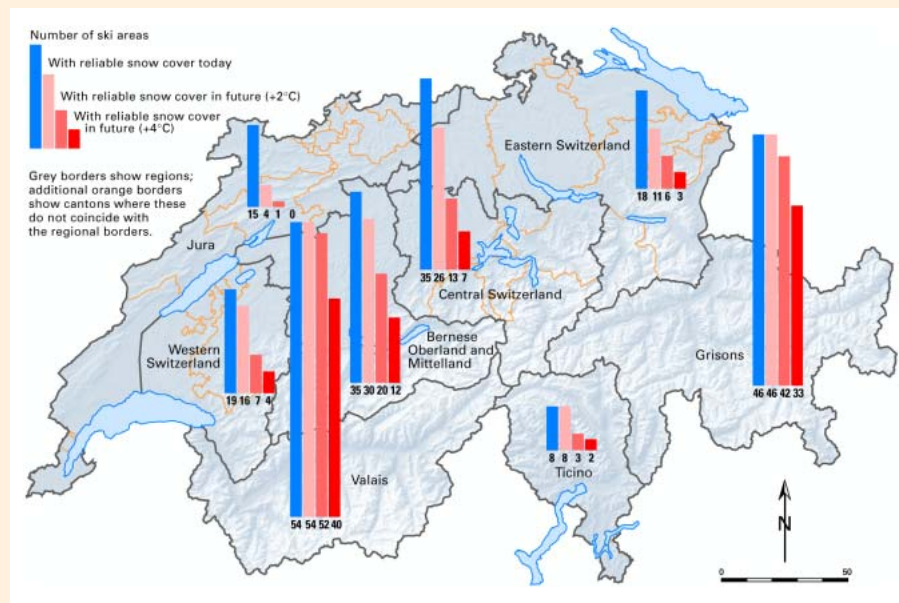 Number of ski areas
With reliable snow cover today
With reliable snow cover in future (+2°C)
With reliable snow cover
in future (+4°C)
Grey borders show regions;
additional orange borders
show cantons where these
do not coincide with
the regional borders.
Jura
15 4 1 0
Western
Switzerland
19 16 7 4
Valais
54 54 52 40
Bernese
Oberland and
Mittelland
35 30 20 12
Central Switzerland
35 26 13 7
Eastern Switzerland
18 11 6 3
Grisons
46 46 42 33
Ticino
8 8 3 2
N
0 50